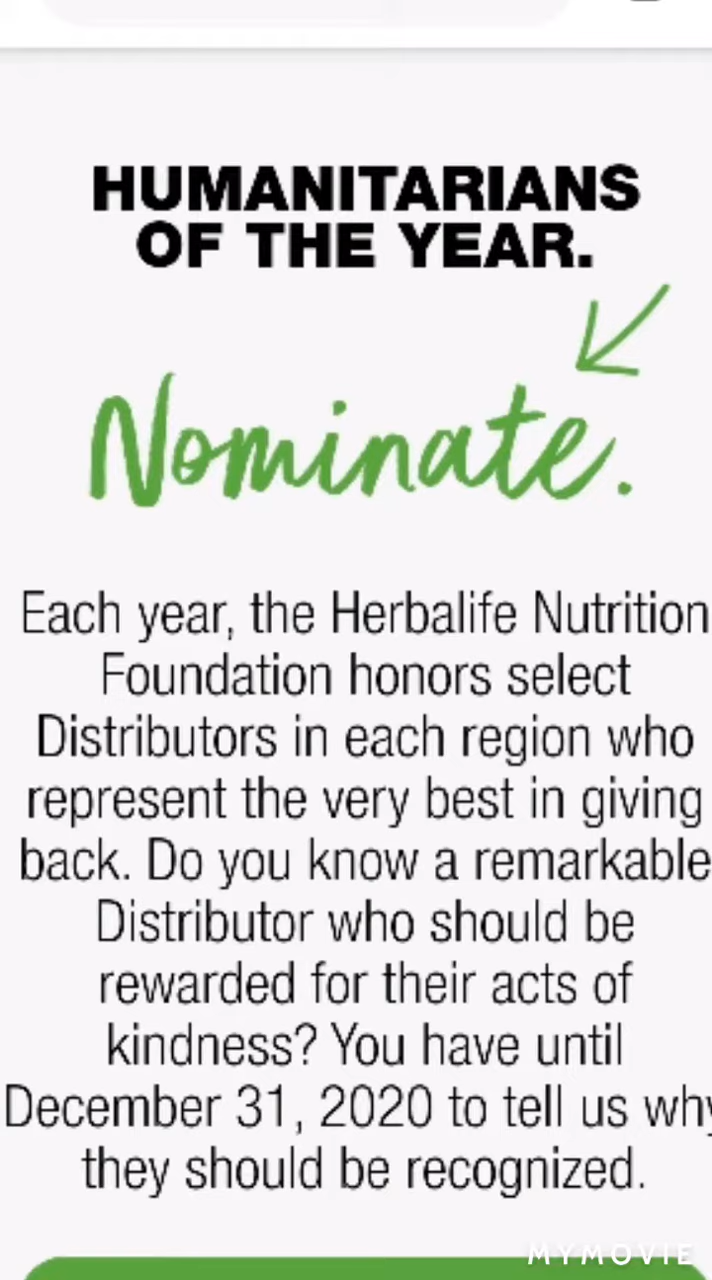 HUMANITARIANS
OF THE YEAR.
Nominate.
Each year, the Herbalife Nutrition
Foundation honors select
Distributors in each region who
represent the very best in giving
back. Do you know a remarkable
Distributor who should be
rewarded for their acts of
kindness? You have until
December 31, 2020 to tell us why
they should be recognized.
MYMOVIE